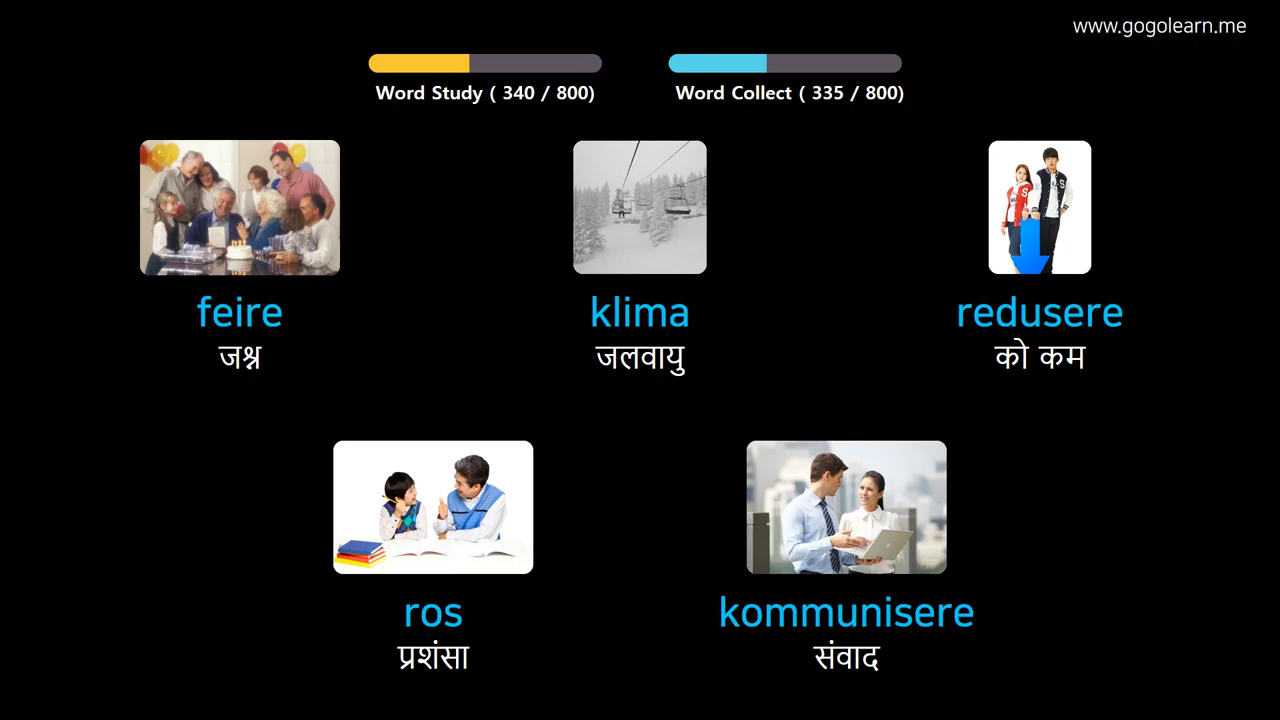 www.gogolearn.me
Word Study ( 340 / 800)
Word Collect ( 335 / 800)
feire
जश्न
klima
जलवायु
redusere
को कम
ros
प्रशंसा
kommunisere
संवाद